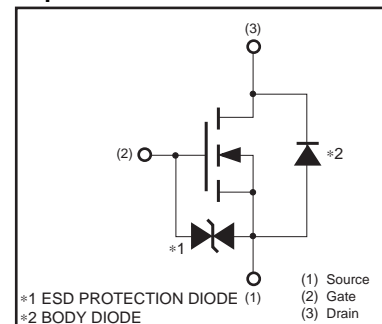 (3)
(2)
∗2
∗1
∗1 ESD PROTECTION DIODE (1)
∗2 BODY DIODE
(1) Source
(2) Gate
(3) Drain